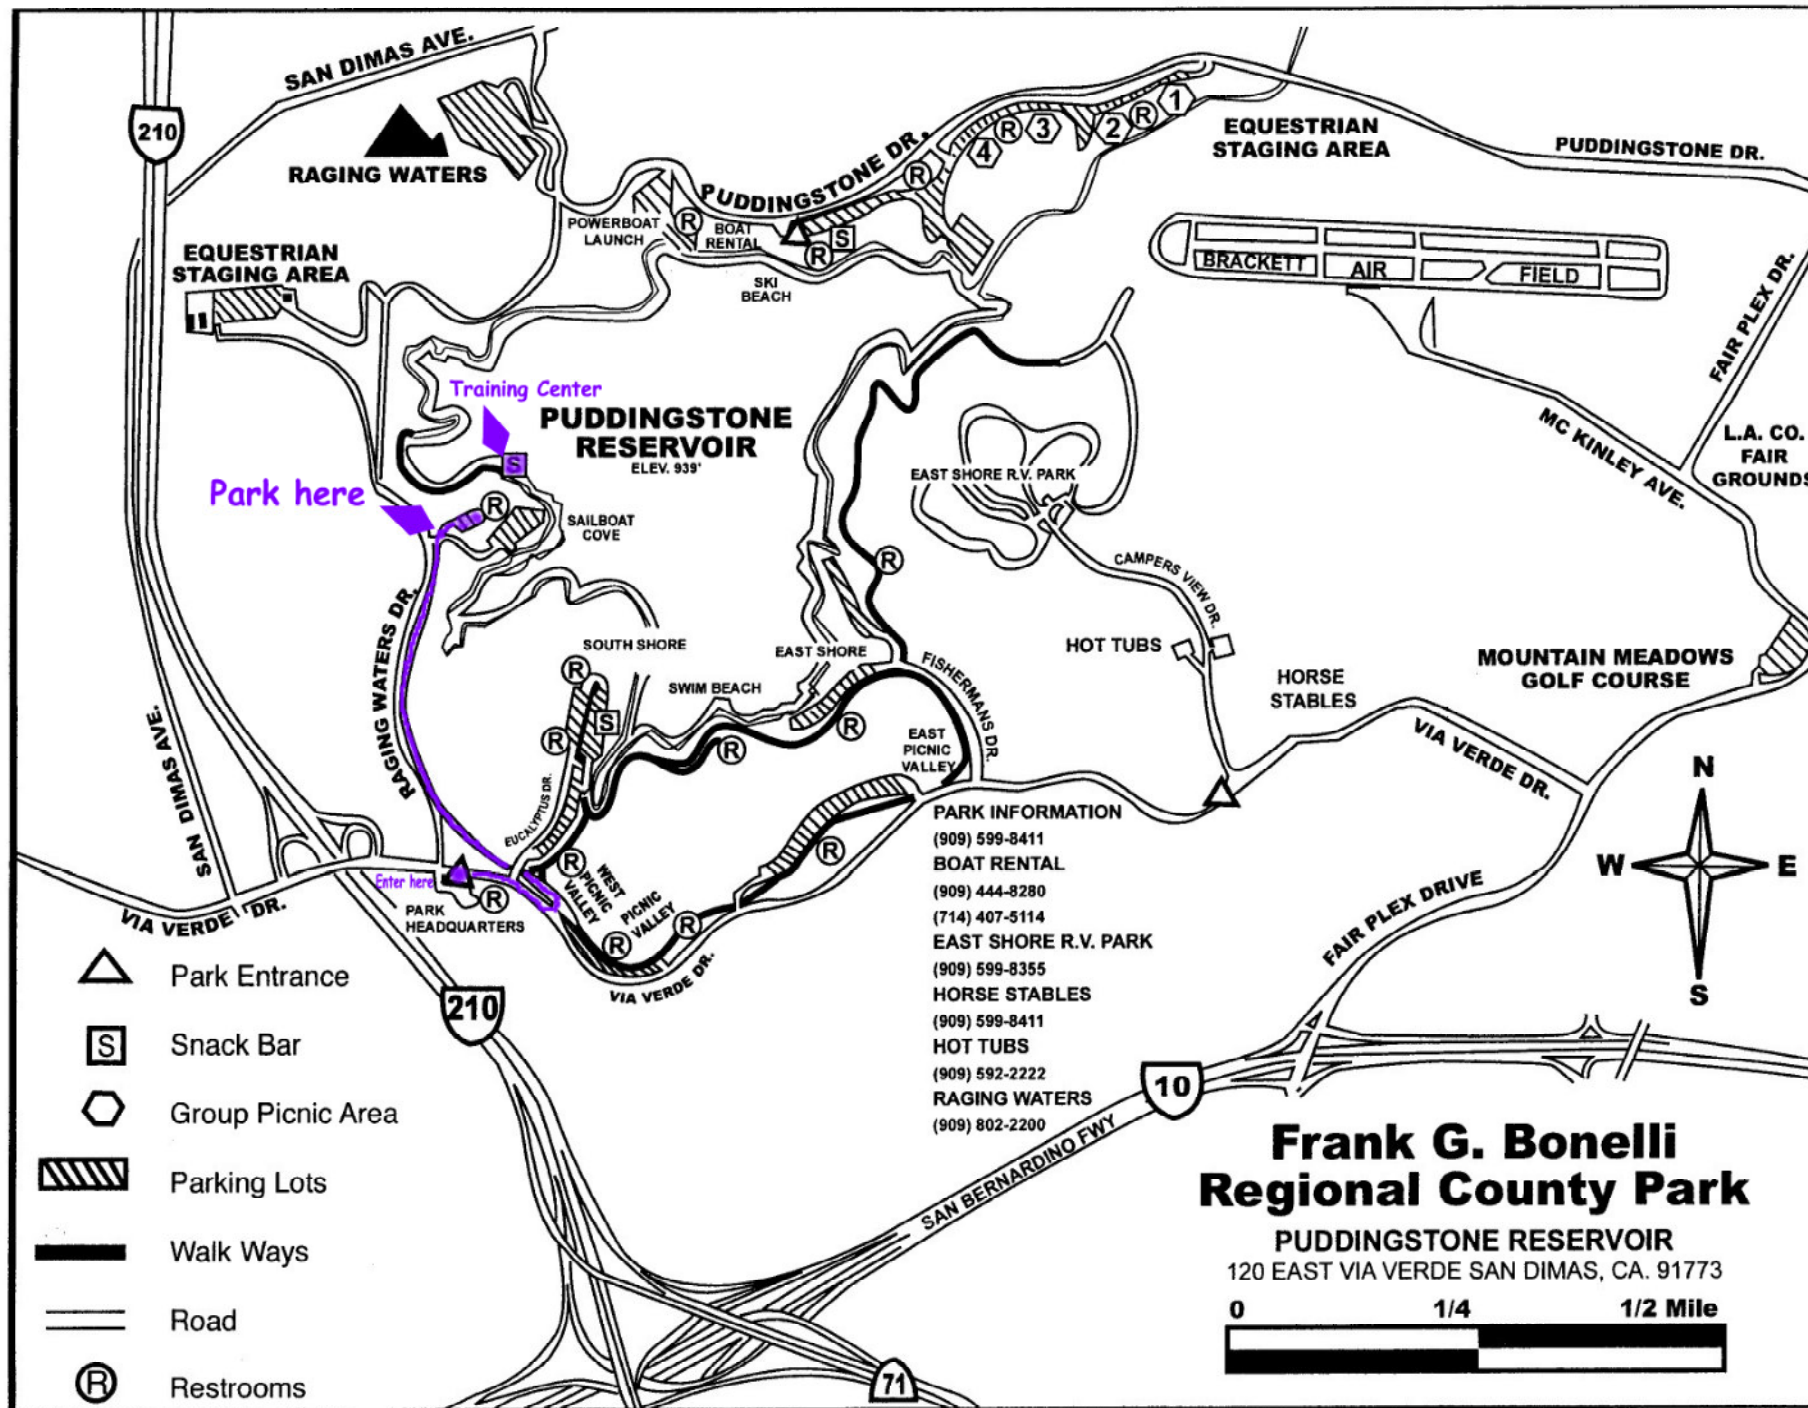 SAN DIMAS AVE.
210
RAGING WATERS
EQUESTRIAN
STAGING AREA
POWERBOAT
LAUNCH
R
BOAT
RENTAL
PUDDINGSTONE DR.
S
R
SKI
BEACH
R
4
R
3
2
R
1
EQUESTRIAN
STAGING AREA
PUDDINGSTONE DR.
BRACKETT AIR FIELD
FAIR PLEX DR.
MC KINLEY AVE.
L.A. CO.
FAIR
GROUNDS
Training Center
PUDDINGSTONE
RESERVOIR
ELEV. 939'
S
Park here
R
SAILBOAT
COVE
EAST SHORE R.V. PARK
R
CAMPERS VIEW DR.
HOT TUBS
HORSE
STABLES
MOUNTAIN MEADOWS
GOLF COURSE
RAGING WATERS DR.
SOUTH SHORE
R
EAST SHORE
SWIM BEACH
FISHERMANS DR.
S
R
R
R
EAST
PICNIC
VALLEY
VIA VERDE DR.
SAN DIMAS AVE.
EUCALYPTUS DR.
R
WEST
PICNIC
VALLEY
PICNIC
VALLEY
R
R
R
Enter here
R
PARK
HEADQUARTERS
VIA VERDE DR.
VIA VERDE DR.
PARK INFORMATION
(909) 599-8411
BOAT RENTAL
(909) 444-8280
(714) 407-5114
EAST SHORE R.V. PARK
(909) 599-8355
HORSE STABLES
(909) 599-8411
HOT TUBS
(909) 592-2222
RAGING WATERS
(909) 802-2200
FAIR PLEX DRIVE
N
W E
S
Park Entrance
S Snack Bar
Group Picnic Area
Parking Lots
Walk Ways
Road
R Restrooms
210
10
SAN BERNARDINO FWY
71
Frank G. Bonelli
Regional County Park
PUDDINGSTONE RESERVOIR
120 EAST VIA VERDE SAN DIMAS, CA. 91773
0 1/4 1/2 Mile